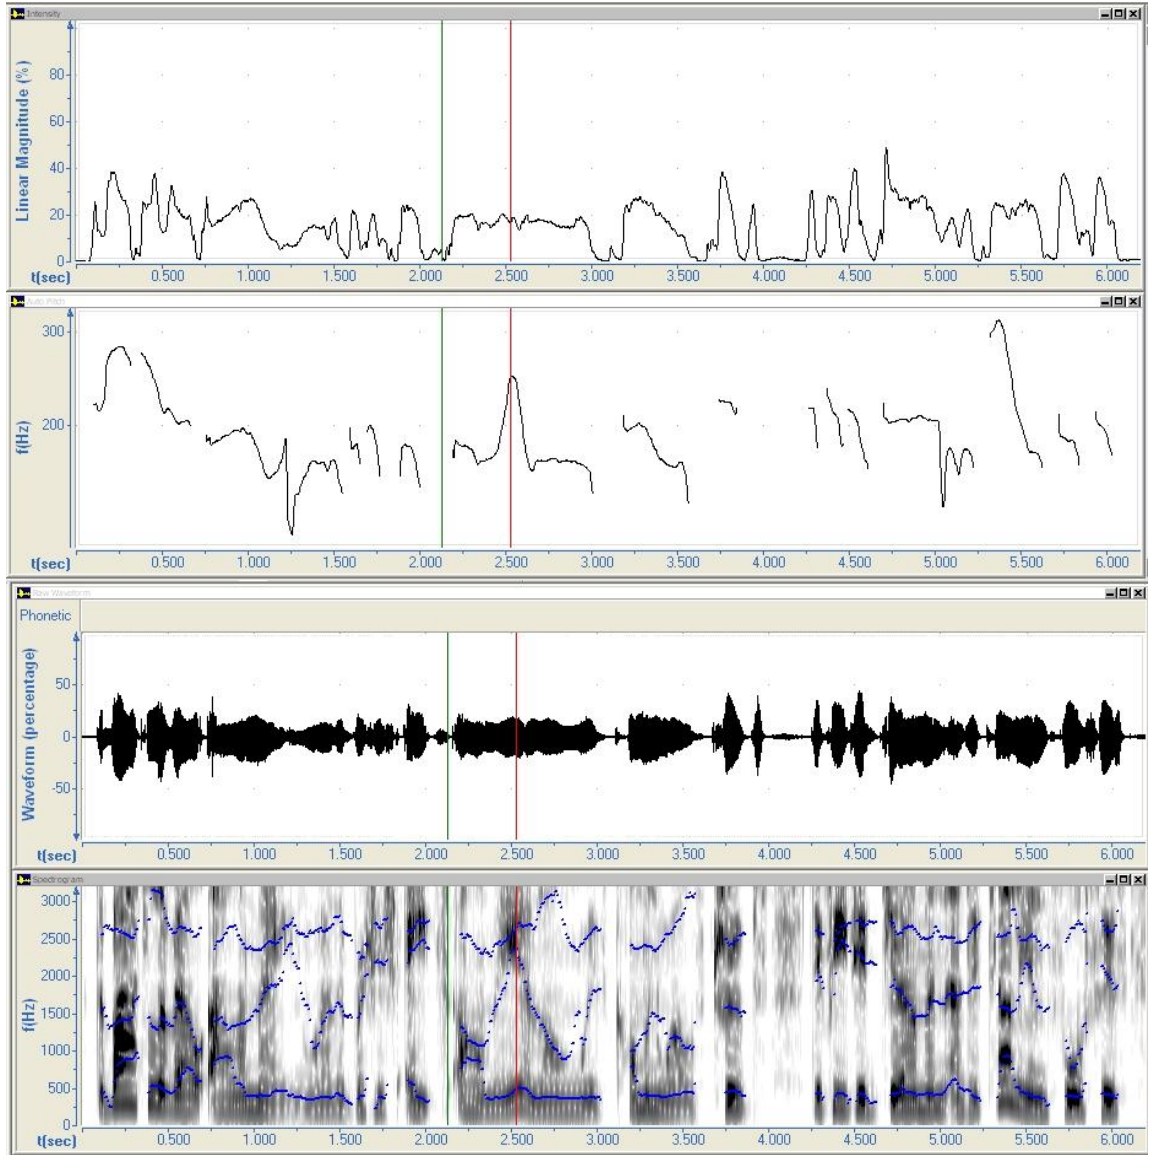 Intensity
Linear Magnitude (%)
80
60
40
20
0
t(sec) 0.500 1.000 1.500 2.000 2.500 3.000 3.500 4.000 4.500 5.000 5.500 6.000
Auto Pitch
f(Hz)
300
200
t(sec) 0.500 1.000 1.500 2.000 2.500 3.000 3.500 4.000 4.500 5.000 5.500 6.000
Raw Waveform
Phonetic
Waveform (percentage)
50
0
-50
t(sec) 0.500 1.000 1.500 2.000 2.500 3.000 3.500 4.000 4.500 5.000 5.500 6.000
Spectrogram
f(Hz)
3000
2500
2000
1500
1000
500
0
t(sec) 0.500 1.000 1.500 2.000 2.500 3.000 3.500 4.000 4.500 5.000 5.500 6.000